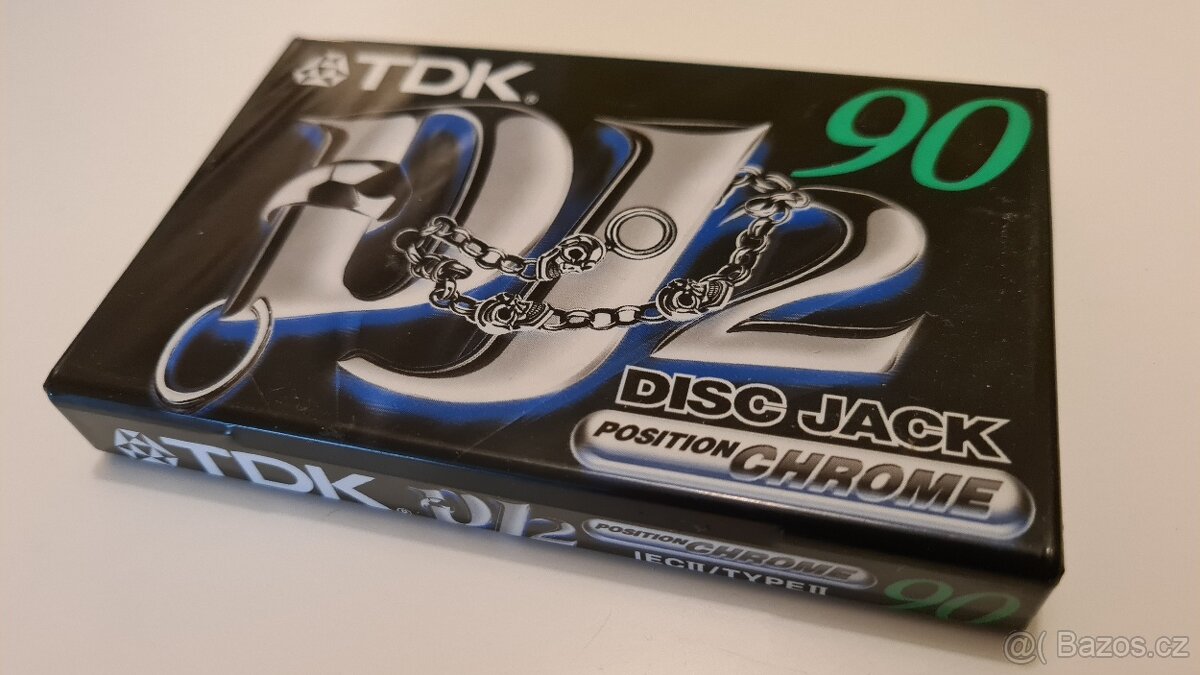 TDK®
90
DJ2
DISC JACK
POSITION CHROME
TDK® DJ2 POSITION CHROME 90
IECII/TYPEII
@( Bazos.cz